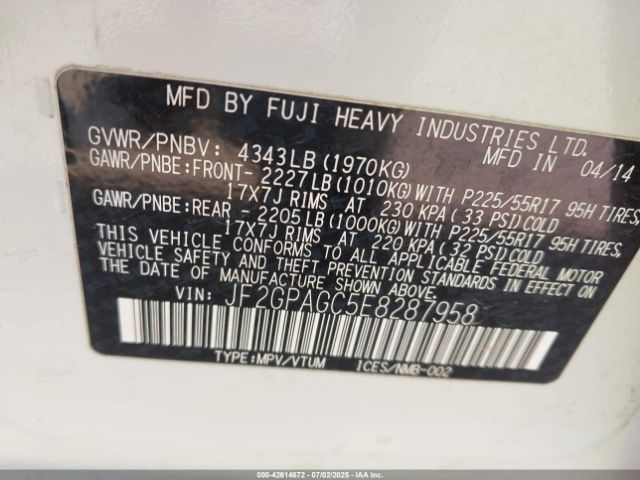 MFD BY FUJI HEAVY INDUSTRIES LTD.
GVWR/PNBV: 4343LB(1970KG) MFD IN 04/14
GAWR/PNBE:FRONT- 2227LB(1010KG)WITH P225/55R17 95H TIRES,
17X7J RIMS AT 230 KPA( 33 PSI)COLD
GAWR/PNBE:REAR - 2205LB(1000KG)WITH P225/55R17 95H TIRES,
17X7J RIMS AT 220 KPA( 32 PSI)COLD
THIS VEHICLE CONFORMS TO ALL APPLICABLE FEDERAL MOTOR
VEHICLE SAFETY AND THEFT PREVENTION STANDARDS IN EFFECT ON
THE DATE OF MANUFACTURE SHOWN ABOVE.
VIN: JF2GPAGC5E8287958
TYPE:MPV/VTUM ICES/NMB-002
000-42614672 - 07/02/2025 - IAA Inc.